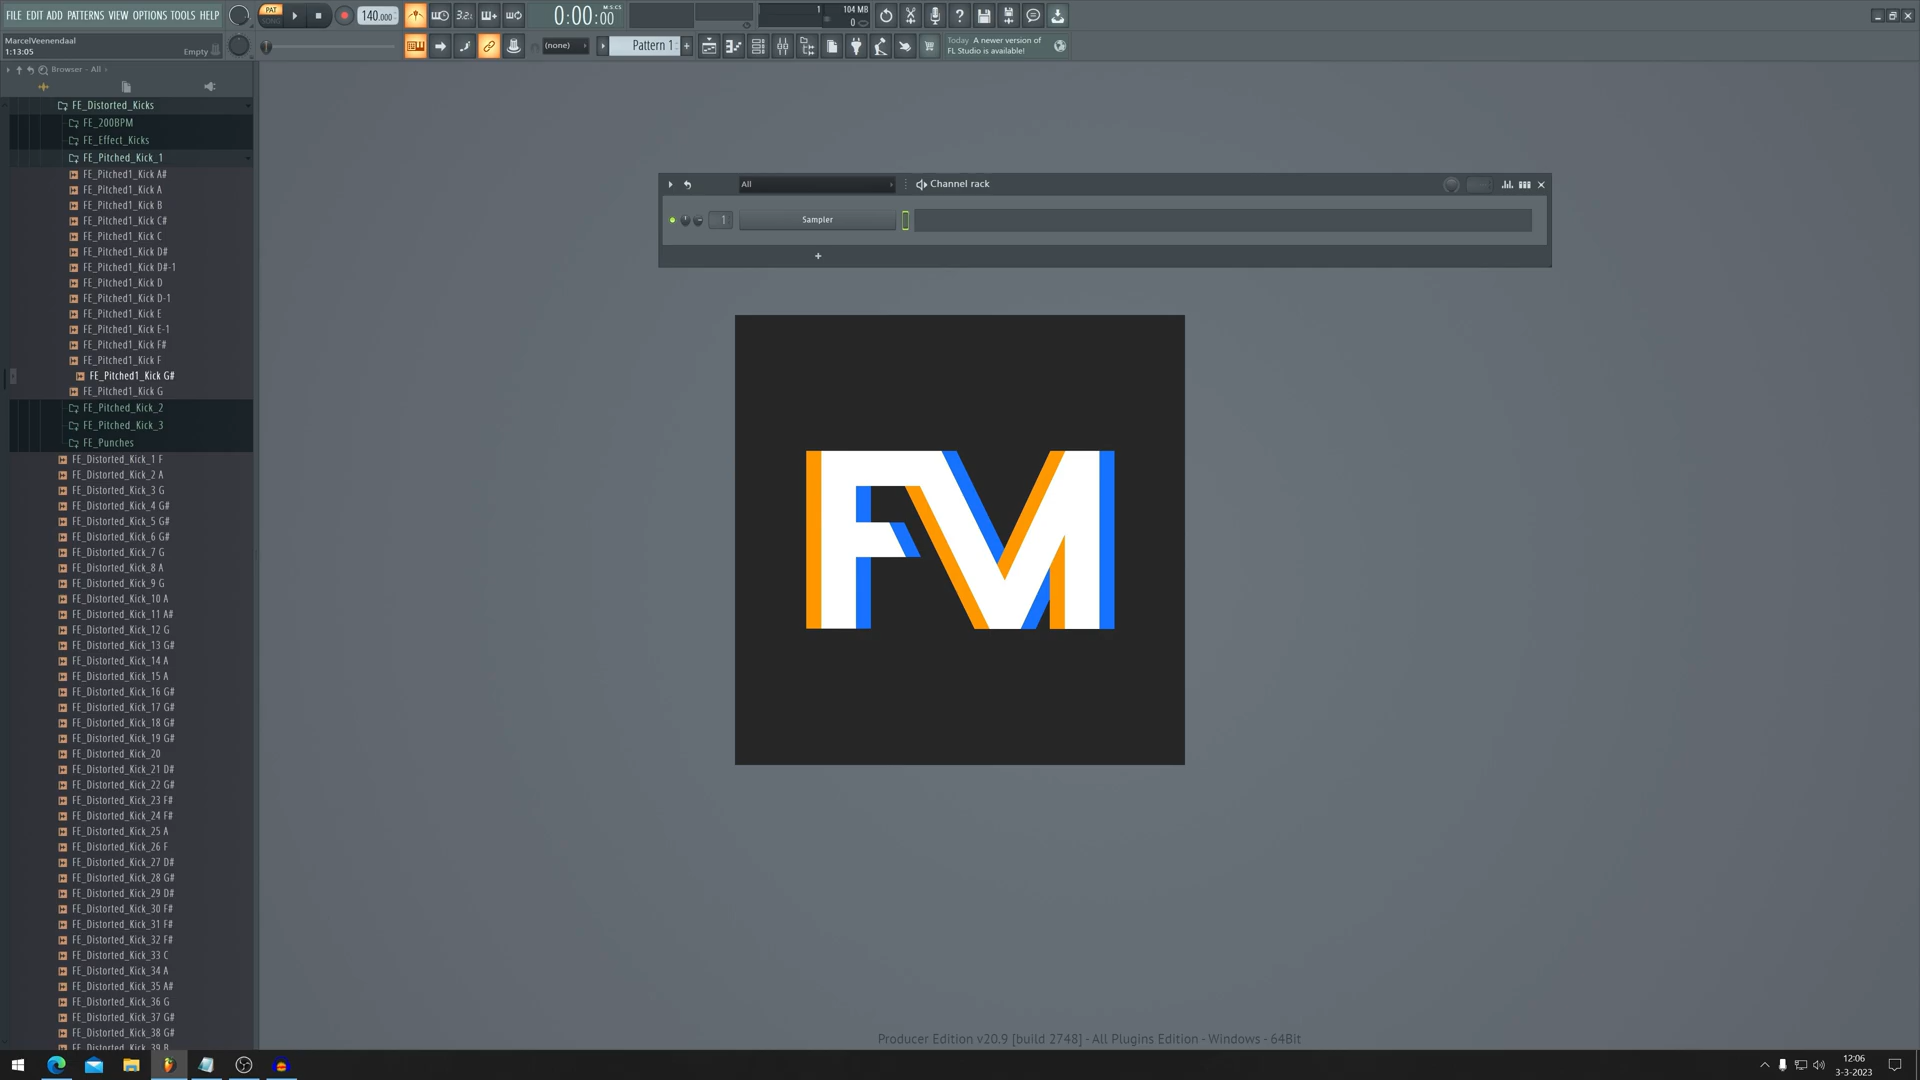 FILE EDIT ADD PATTERNS VIEW OPTIONS TOOLS HELP
PAT
SONG
140.000
3.2.
0:00:00
M:S:CS
1
104 MB
0
MarcelVeenendaal
1:13:05
Empty
(none)
Pattern 1
Today A newer version of
FL Studio is available!
Browser - All
FE_Distorted_Kicks
FE_200BPM
FE_Effect_Kicks
FE_Pitched_Kick_1
FE_Pitched1_Kick A#
FE_Pitched1_Kick A
FE_Pitched1_Kick B
FE_Pitched1_Kick C#
FE_Pitched1_Kick C
FE_Pitched1_Kick D#
FE_Pitched1_Kick D#-1
FE_Pitched1_Kick D
FE_Pitched1_Kick D-1
FE_Pitched1_Kick E
FE_Pitched1_Kick E-1
FE_Pitched1_Kick F#
FE_Pitched1_Kick F
FE_Pitched1_Kick G#
FE_Pitched1_Kick G
FE_Pitched_Kick_2
FE_Pitched_Kick_3
FE_Punches
FE_Distorted_Kick_1 F
FE_Distorted_Kick_2 A
FE_Distorted_Kick_3 G
FE_Distorted_Kick_4 G#
FE_Distorted_Kick_5 G#
FE_Distorted_Kick_6 G#
FE_Distorted_Kick_7 G
FE_Distorted_Kick_8 A
FE_Distorted_Kick_9 G
FE_Distorted_Kick_10 A
FE_Distorted_Kick_11 A#
FE_Distorted_Kick_12 G
FE_Distorted_Kick_13 G#
FE_Distorted_Kick_14 A
FE_Distorted_Kick_15 A
FE_Distorted_Kick_16 G#
FE_Distorted_Kick_17 G#
FE_Distorted_Kick_18 G#
FE_Distorted_Kick_19 G#
FE_Distorted_Kick_20
FE_Distorted_Kick_21 D#
FE_Distorted_Kick_22 G#
FE_Distorted_Kick_23 F#
FE_Distorted_Kick_24 F#
FE_Distorted_Kick_25 A
FE_Distorted_Kick_26 F
FE_Distorted_Kick_27 D#
FE_Distorted_Kick_28 G#
FE_Distorted_Kick_29 D#
FE_Distorted_Kick_30 F#
FE_Distorted_Kick_31 F#
FE_Distorted_Kick_32 F#
FE_Distorted_Kick_33 C
FE_Distorted_Kick_34 A
FE_Distorted_Kick_35 A#
FE_Distorted_Kick_36 G
FE_Distorted_Kick_37 G#
FE_Distorted_Kick_38 G#
FE_Distorted_Kick_39 B
All
Channel rack
1
Sampler
FM
Producer Edition v20.9 [build 2748] - All Plugins Edition - Windows - 64Bit
12:06
3-3-2023